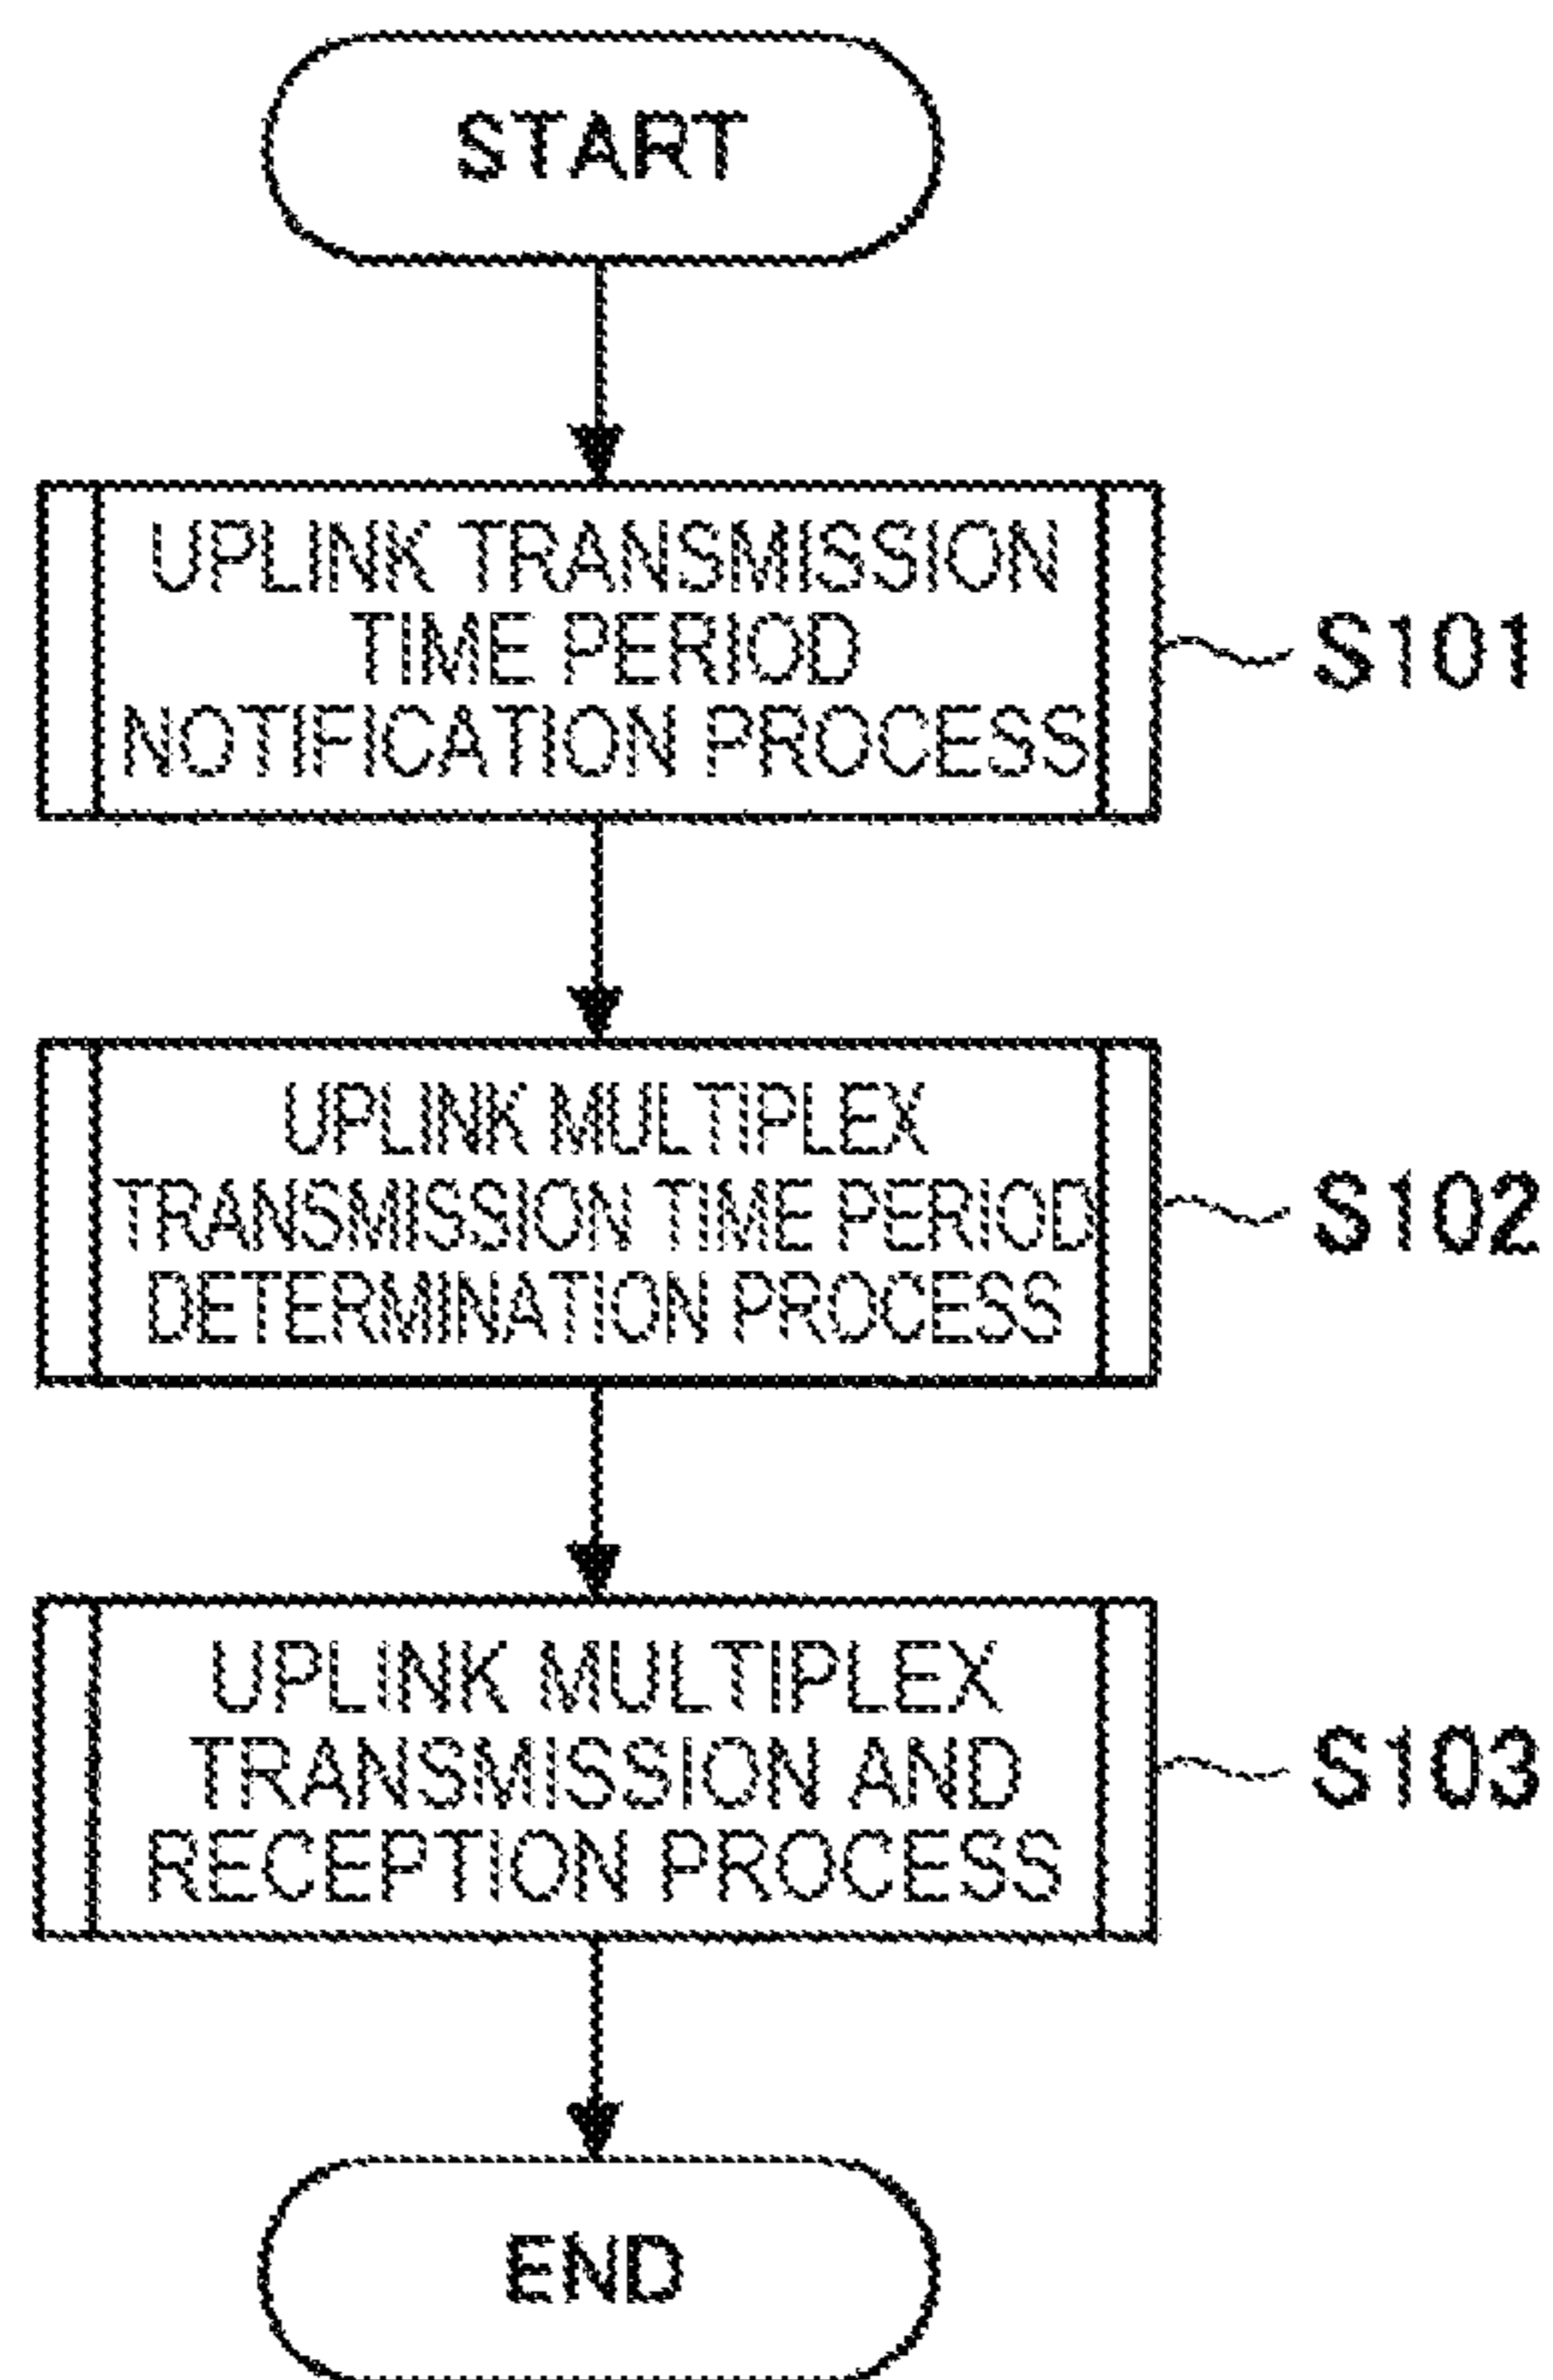 START
UPLINK TRANSMISSION
TIME PERIOD
NOTIFICATION PROCESS
S101
UPLINK MULTIPLEX
TRANSMISSION TIME PERIOD
DETERMINATION PROCESS
S102
UPLINK MULTIPLEX
TRANSMISSION AND
RECEPTION PROCESS
S103
END